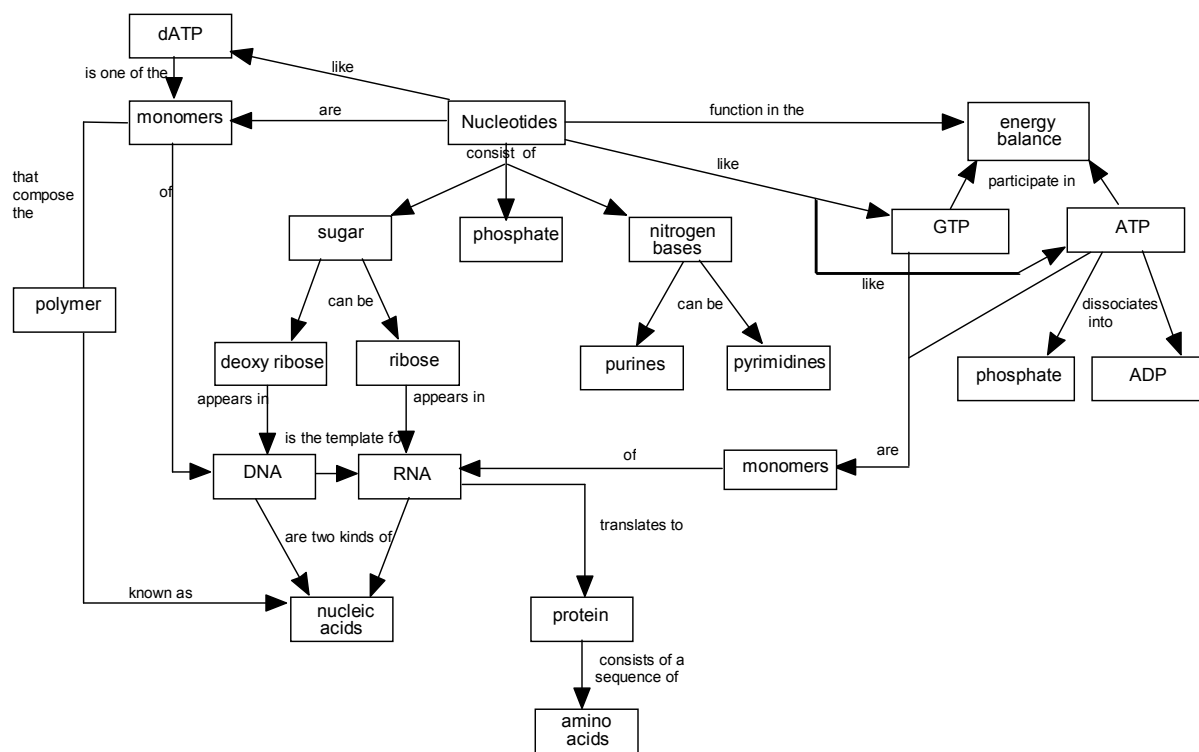 dATP
is one of the
like
monomers
are
Nucleotides
function in the
energy
balance
consist of
that
compose
the
of
like
participate in
sugar
phosphate
nitrogen
bases
GTP
ATP
like
polymer
can be
can be
dissociates
into
deoxy ribose
ribose
purines
pyrimidines
phosphate
ADP
appears in
appears in
is the template fo
DNA
RNA
of
monomers
are
are two kinds of
translates to
known as
nucleic
acids
protein
consists of a
sequence of
amino
acids